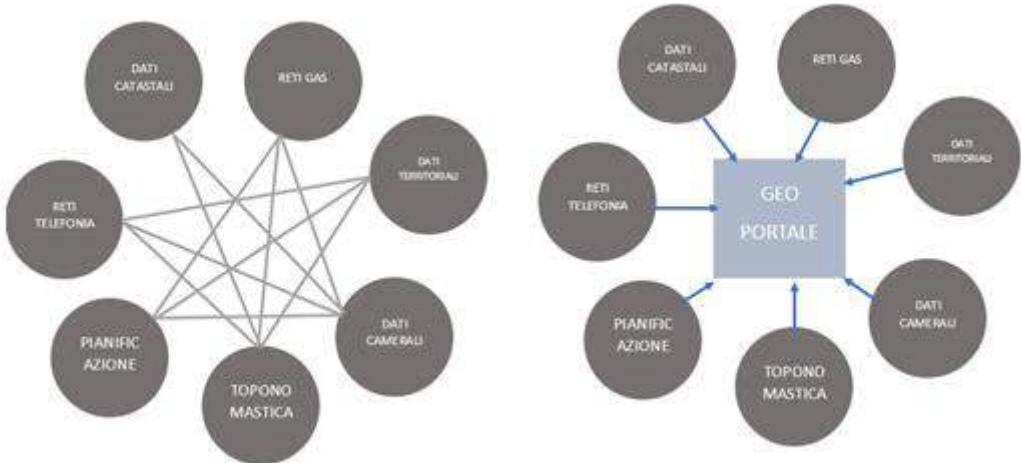 DATI
CATASTALI
RETI GAS
DATI
TERRITORIALI
RETI
TELEFONIA
PIANIFIC
AZIONE
TOPONO
MASTICA
DATI
CAMERALI
DATI
CATASTALI
RETI GAS
DATI
TERRITORIALI
RETI
TELEFONIA
GEO
PORTALE
PIANIFIC
AZIONE
TOPONO
MASTICA
DATI
CAMERALI